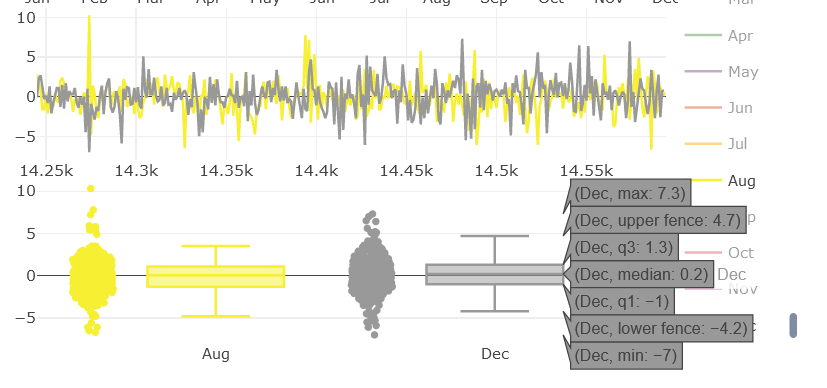 Jan Feb Mar Apr May Jun Jul Aug Sep Oct Nov Dec
Mar
10
5
0
−5
Apr
May
Jun
Jul
14.25k 14.3k 14.35k 14.4k 14.45k 14.5k 14.55k
Aug
10
5
0
−5
(Dec, max: 7.3)
(Dec, upper fence: 4.7)
(Dec, q3: 1.3)
Oct
(Dec, median: 0.2) Dec
Nov
(Dec, q1: −1)
(Dec, lower fence: −4.2)
(Dec, min: −7)
Aug Dec